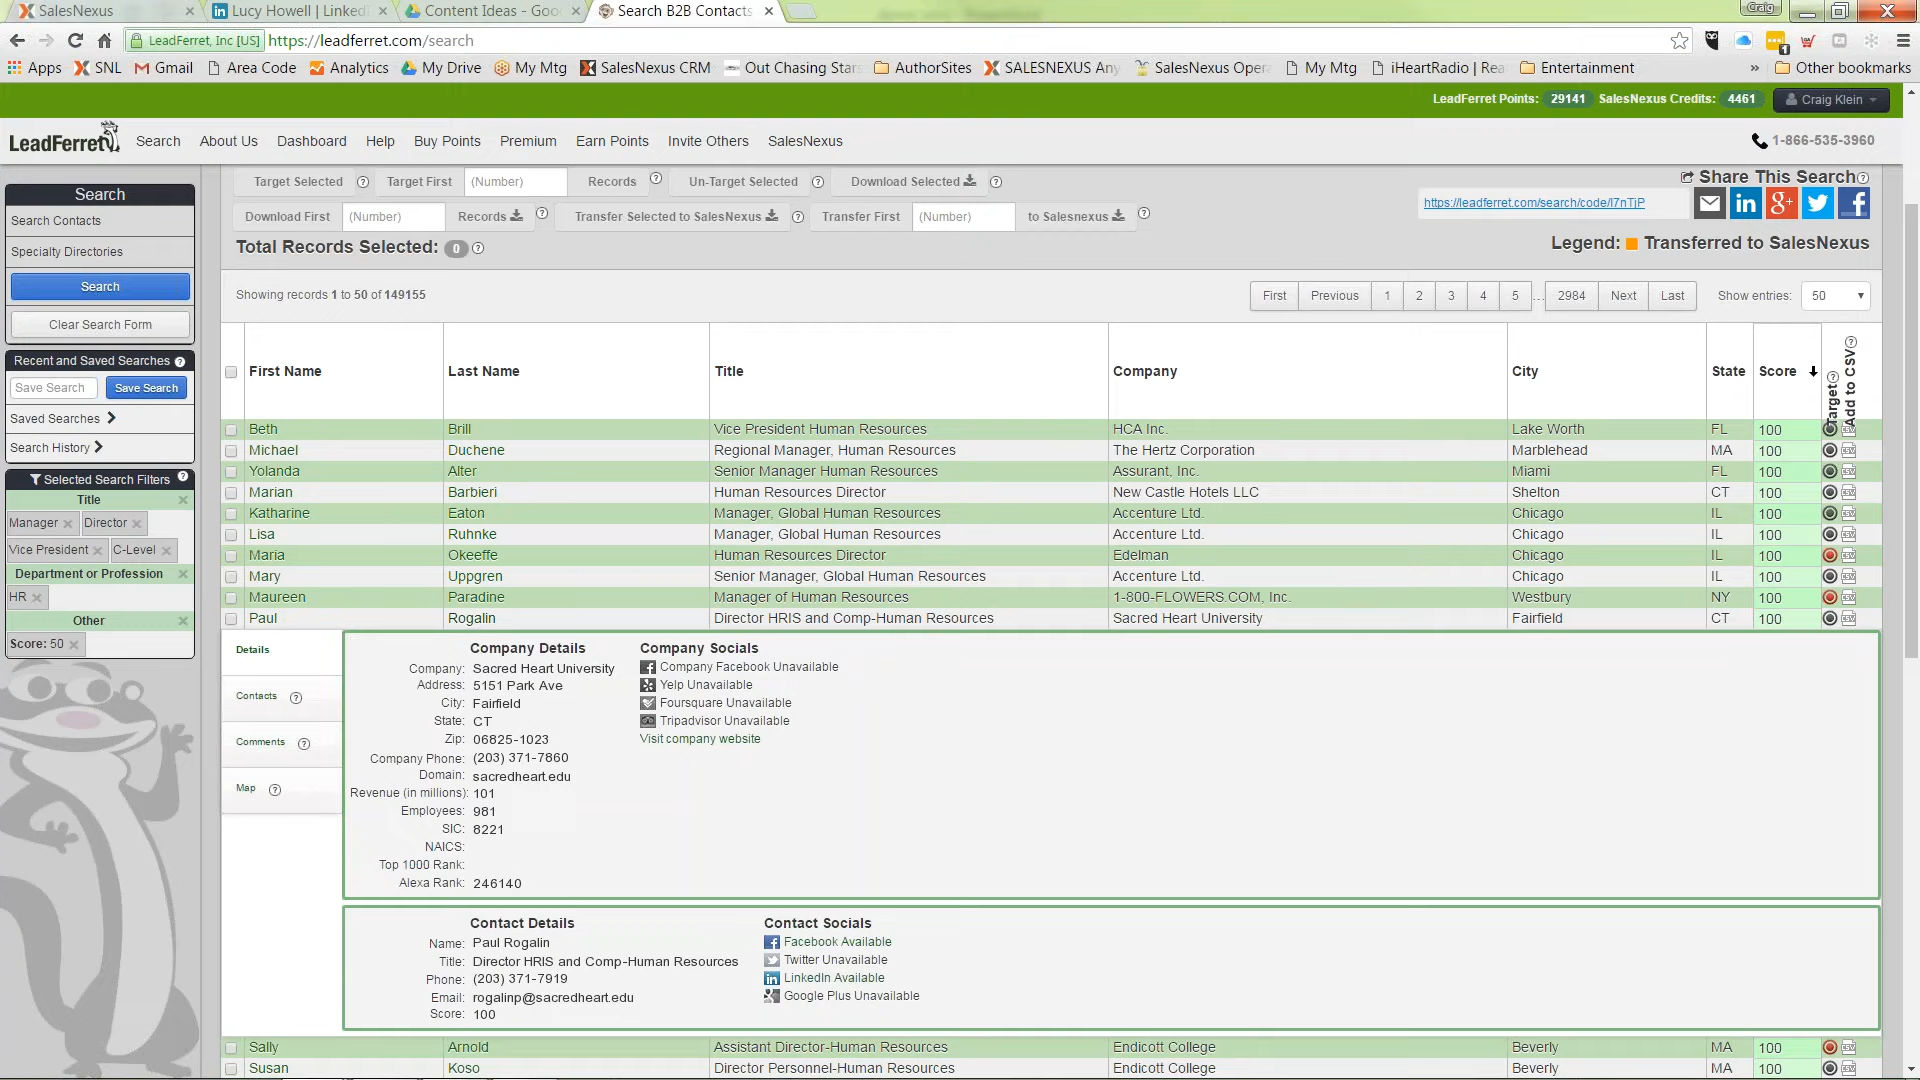 SalesNexus × Lucy Howell | Linked × Content Ideas - Goo × Search B2B Contacts × Craig
LeadFerret, Inc [US] https://leadferret.com/search
Apps SNL Gmail Area Code Analytics My Drive My Mtg SalesNexus CRM Out Chasing Star AuthorSites SALESNEXUS Any SalesNexus Opera My Mtg iHeartRadio | Rea Entertainment » Other bookmarks
LeadFerret Points: 29141 SalesNexus Credits: 4461 Craig Klein
LeadFerret Search About Us Dashboard Help Buy Points Premium Earn Points Invite Others SalesNexus 1-866-535-3960
Target Selected ? Target First (Number) Records ? Un-Target Selected ? Download Selected ? Share This Search ?
Download First (Number) Records ? Transfer Selected to SalesNexus ? Transfer First (Number) to Salesnexus ? https://leadferret.com/search/code/I7nTjP
Total Records Selected: 0 ? Legend: Transferred to SalesNexus
Search
Search Contacts
Specialty Directories
Search
Clear Search Form
Recent and Saved Searches ?
Save Search Save Search
Saved Searches
Search History
Selected Search Filters ?
Title ×
Manager × Director ×
Vice President × C-Level ×
Department or Profession ×
HR ×
Other ×
Score: 50 ×
Showing records 1 to 50 of 149155 First Previous 1 2 3 4 5 ... 2984 Next Last Show entries: 50
First Name Last Name Title Company City State Score Target ? Add to CSV ?
Beth Brill Vice President Human Resources HCA Inc. Lake Worth FL 100
Michael Duchene Regional Manager, Human Resources The Hertz Corporation Marblehead MA 100
Yolanda Alter Senior Manager Human Resources Assurant, Inc. Miami FL 100
Marian Barbieri Human Resources Director New Castle Hotels LLC Shelton CT 100
Katharine Eaton Manager, Global Human Resources Accenture Ltd. Chicago IL 100
Lisa Ruhnke Manager, Global Human Resources Accenture Ltd. Chicago IL 100
Maria Okeeffe Human Resources Director Edelman Chicago IL 100
Mary Uppgren Senior Manager, Global Human Resources Accenture Ltd. Chicago IL 100
Maureen Paradine Manager of Human Resources 1-800-FLOWERS.COM, Inc. Westbury NY 100
Paul Rogalin Director HRIS and Comp-Human Resources Sacred Heart University Fairfield CT 100
Details
Contacts ?
Comments ?
Map ?
Company Details
Company: Sacred Heart University
Address: 5151 Park Ave
City: Fairfield
State: CT
Zip: 06825-1023
Company Phone: (203) 371-7860
Domain: sacredheart.edu
Revenue (in millions): 101
Employees: 981
SIC: 8221
NAICS:
Top 1000 Rank:
Alexa Rank: 246140
Company Socials
Company Facebook Unavailable
Yelp Unavailable
Foursquare Unavailable
Tripadvisor Unavailable
Visit company website
Contact Details
Name: Paul Rogalin
Title: Director HRIS and Comp-Human Resources
Phone: (203) 371-7919
Email: rogalinp@sacredheart.edu
Score: 100
Contact Socials
Facebook Available
Twitter Unavailable
LinkedIn Available
Google Plus Unavailable
Sally Arnold Assistant Director-Human Resources Endicott College Beverly MA 100
Susan Koso Director Personnel-Human Resources Endicott College Beverly MA 100